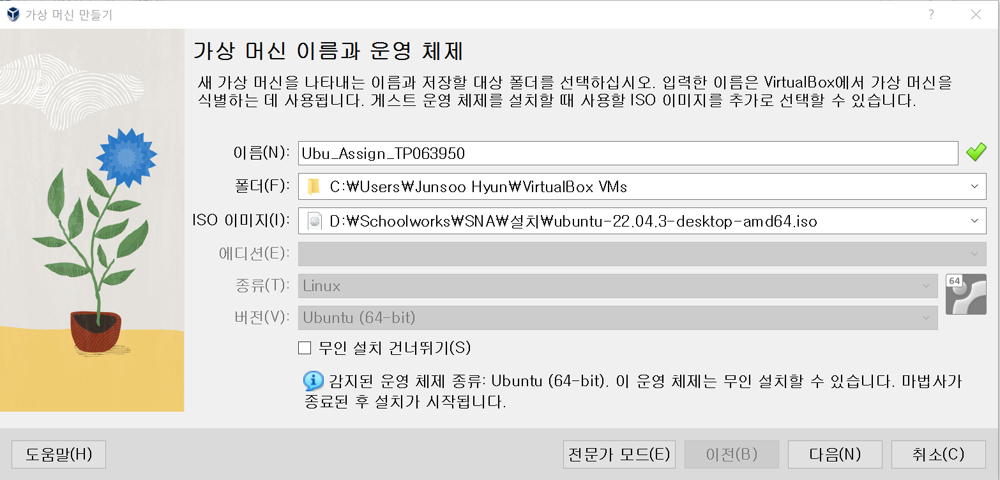 가상 머신 만들기
?
가상 머신 이름과 운영 체제
새 가상 머신을 나타내는 이름과 저장할 대상 폴더를 선택하십시오. 입력한 이름은 VirtualBox에서 가상 머신을
식별하는 데 사용됩니다. 게스트 운영 체제를 설치할 때 사용할 ISO 이미지를 추가로 선택할 수 있습니다.
이름(N): Ubu_Assign_TP063950
폴더(F): C:₩Users₩Junsoo Hyun₩VirtualBox VMs
ISO 이미지(I): D:₩Schoolworks₩SNA₩설치₩ubuntu-22.04.3-desktop-amd64.iso
에디션(E):
종류(T): Linux
64
버전(V): Ubuntu (64-bit)
무인 설치 건너뛰기(S)
감지된 운영 체제 종류: Ubuntu (64-bit). 이 운영 체제는 무인 설치할 수 있습니다. 마법사가
종료된 후 설치가 시작됩니다.
도움말(H) 전문가 모드(E) 이전(B) 다음(N) 취소(C)